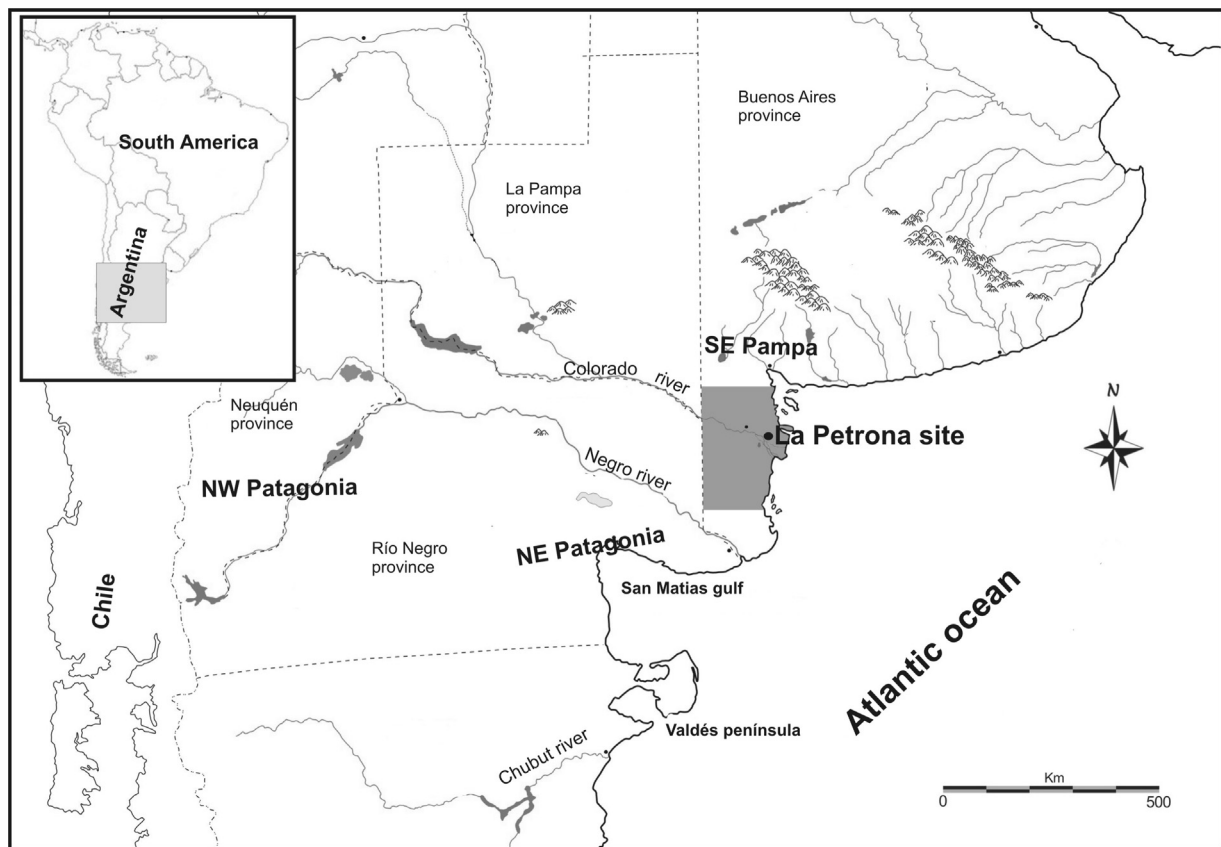 South America
Argentina
Buenos Aires
province
La Pampa
province
SE Pampa
Colorado river
Neuquén
province
La Petrona site
N
NW Patagonia
Negro river
NE Patagonia
Río Negro
province
San Matias gulf
Chile
Atlantic ocean
Valdés península
Chubut river
Km
0 500